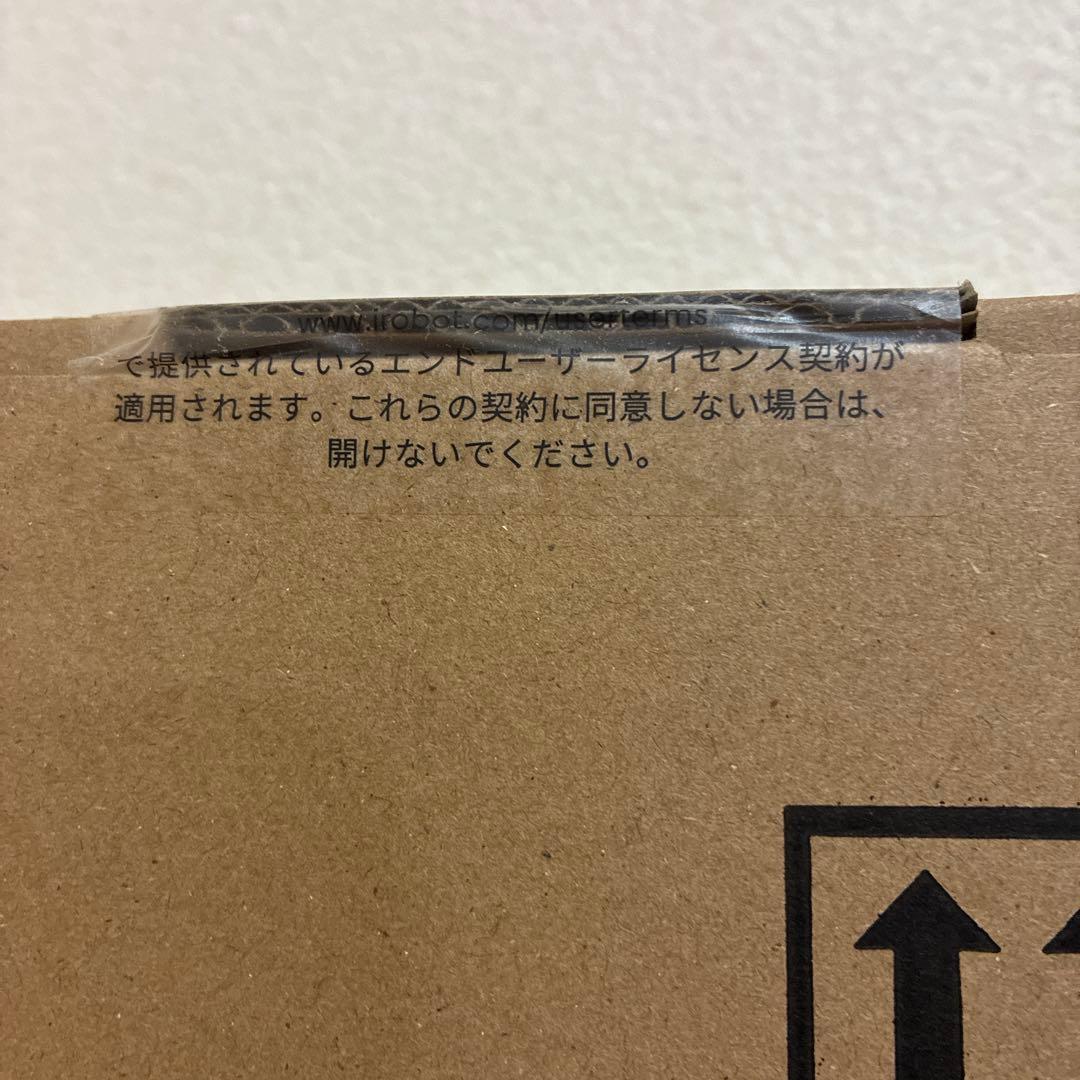 www.irobot.com/userterms
で提供されているエンドユーザーライセンス契約が
適用されます。これらの契約に同意しない場合は、
開けないでください。